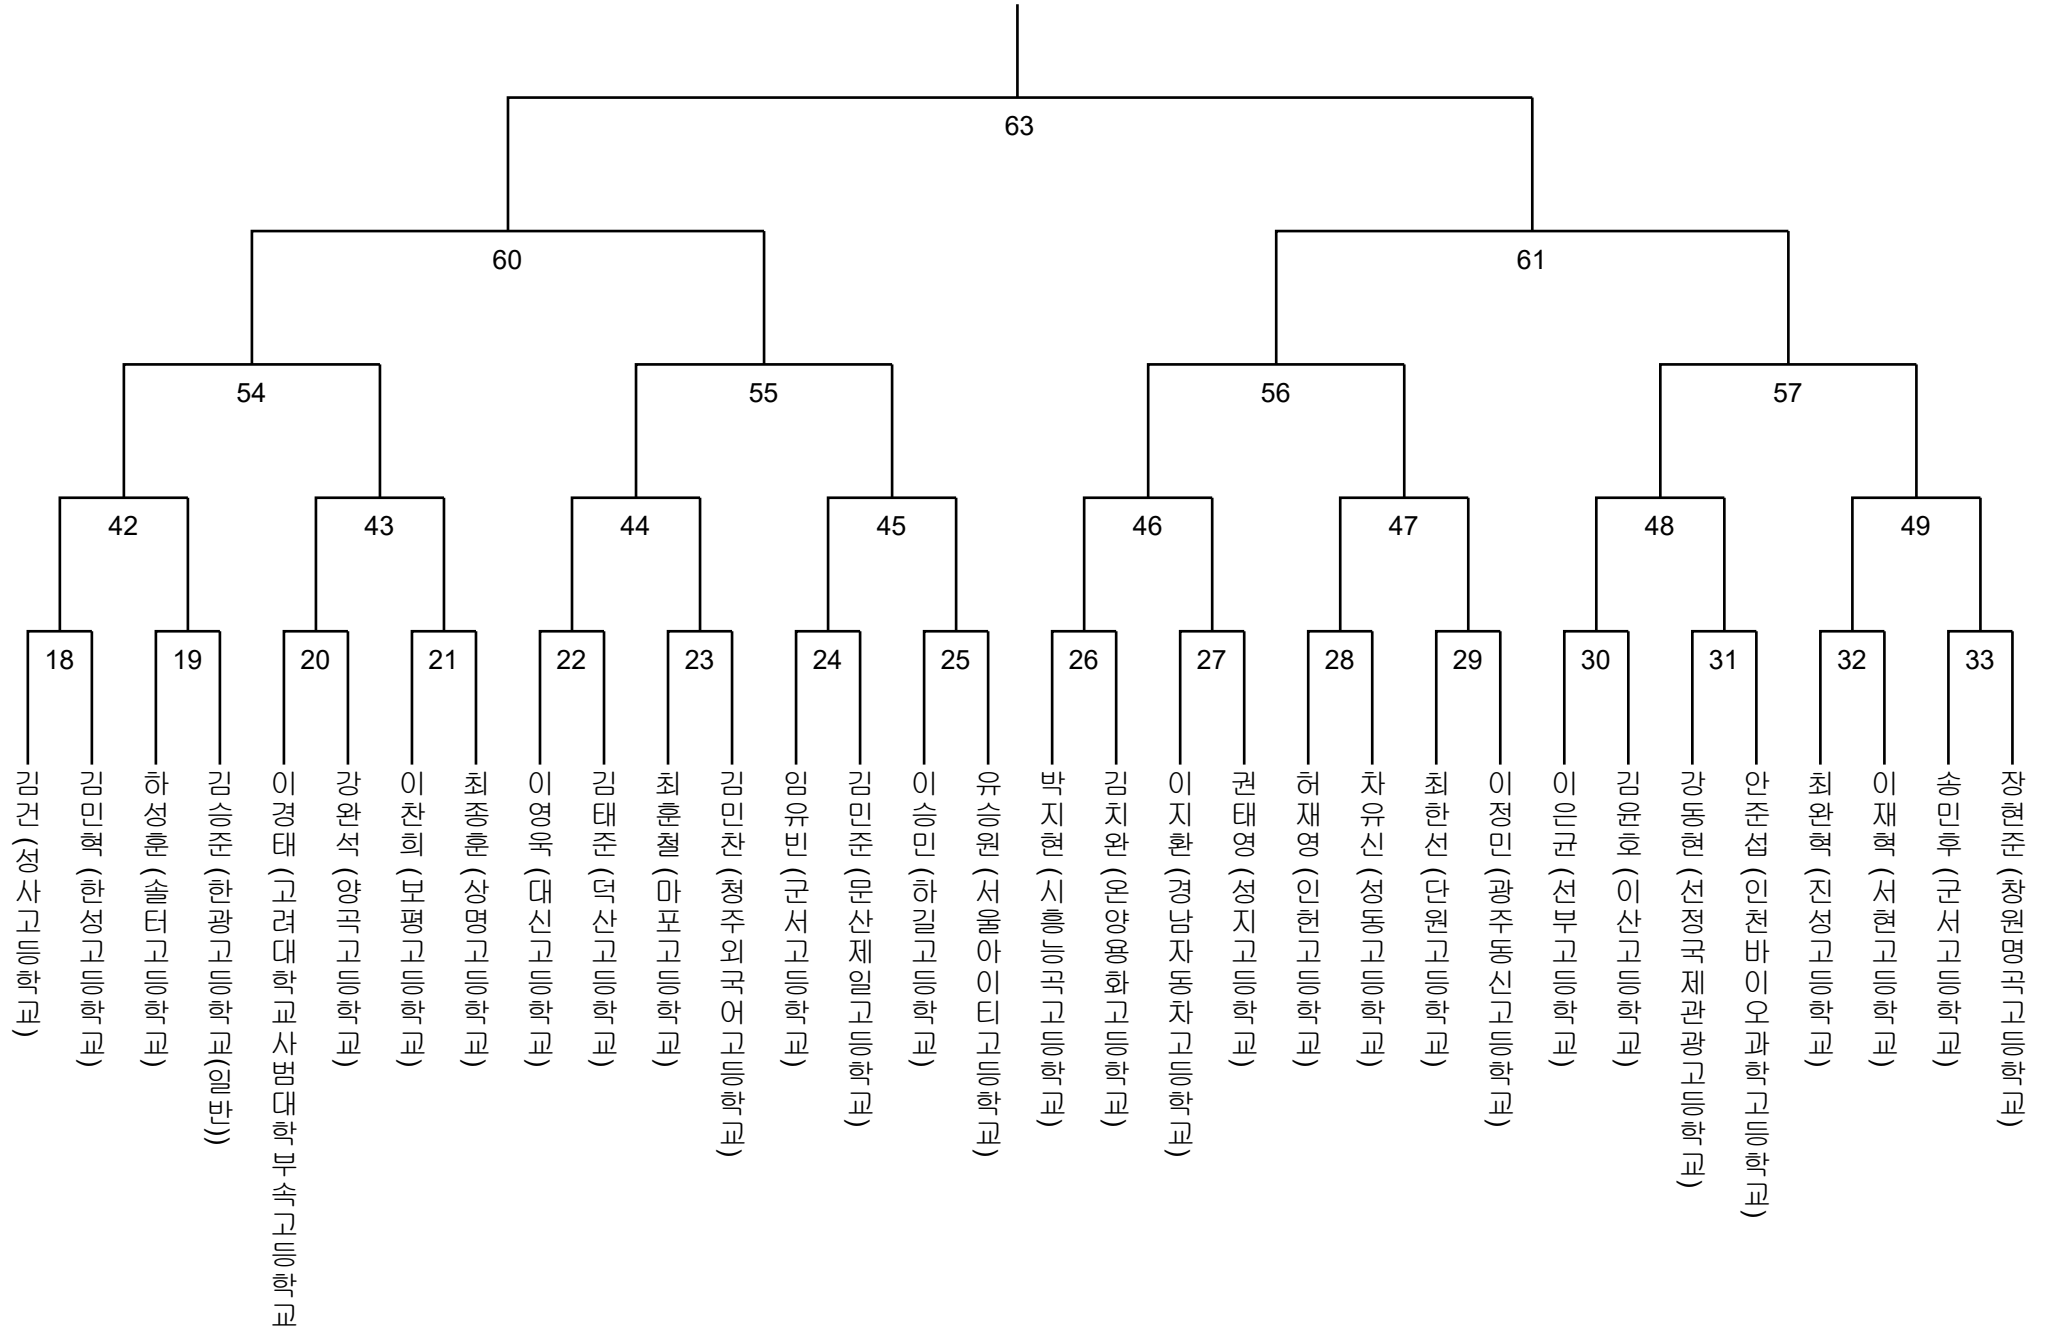 63
60
61
54
55
56
57
42
43
44
45
46
47
48
49
18
19
20
21
22
23
24
25
26
27
28
29
30
31
32
33
김건 (성사고등학교)
김민혁 (한성고등학교)
하성훈 (솔터고등학교)
김승준 (한광고등학교(일반))
이경태 (고려대학교사범대학부속고등학교
강완석 (양곡고등학교)
이찬희 (보평고등학교)
최종훈 (상명고등학교)
이영욱 (대신고등학교)
김태준 (덕산고등학교)
최훈철 (마포고등학교)
김민찬 (청주외국어고등학교)
임유빈 (군서고등학교)
김민준 (문산제일고등학교)
이승민 (하길고등학교)
유승원 (서울아이티고등학교)
박지현 (시흥능곡고등학교)
김치완 (온양용화고등학교)
이지환 (경남자동차고등학교)
권태영 (성지고등학교)
허재영 (인헌고등학교)
차유신 (성동고등학교)
최한선 (단원고등학교)
이정민 (광주동신고등학교)
이은균 (선부고등학교)
김윤호 (이산고등학교)
강동현 (선정국제관광고등학교)
안준섭 (인천바이오과학고등학교)
최완혁 (진성고등학교)
이재혁 (서현고등학교)
송민후 (군서고등학교)
장현준 (창원명곡고등학교)